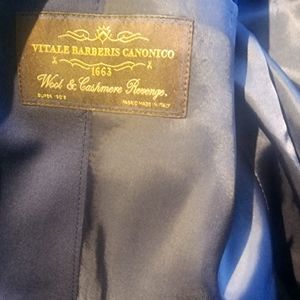 VITALE BARBERIS CANONICO
1663
Wool & Cashmere Revenge.
SUPER 150'S
FABRIC MADE IN ITALY